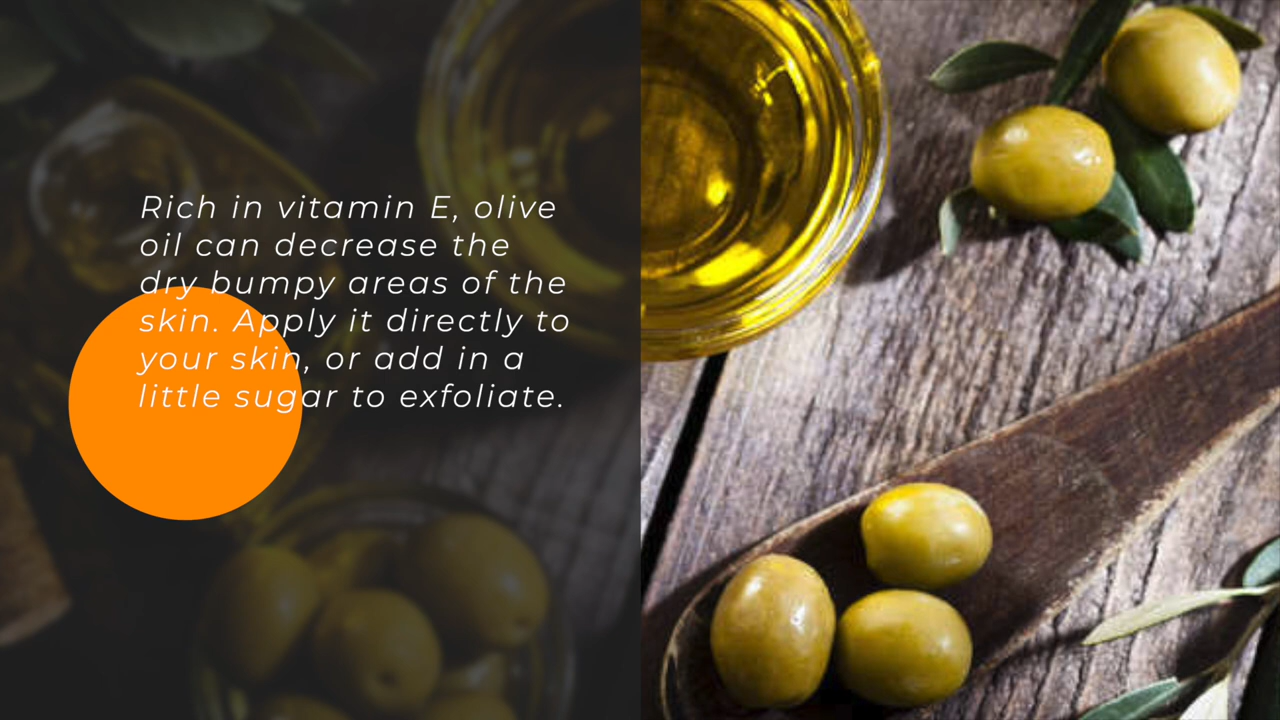 Rich in vitamin E, olive
oil can decrease the
dry bumpy areas of the
skin. Apply it directly to
your skin, or add in a
little sugar to exfoliate.